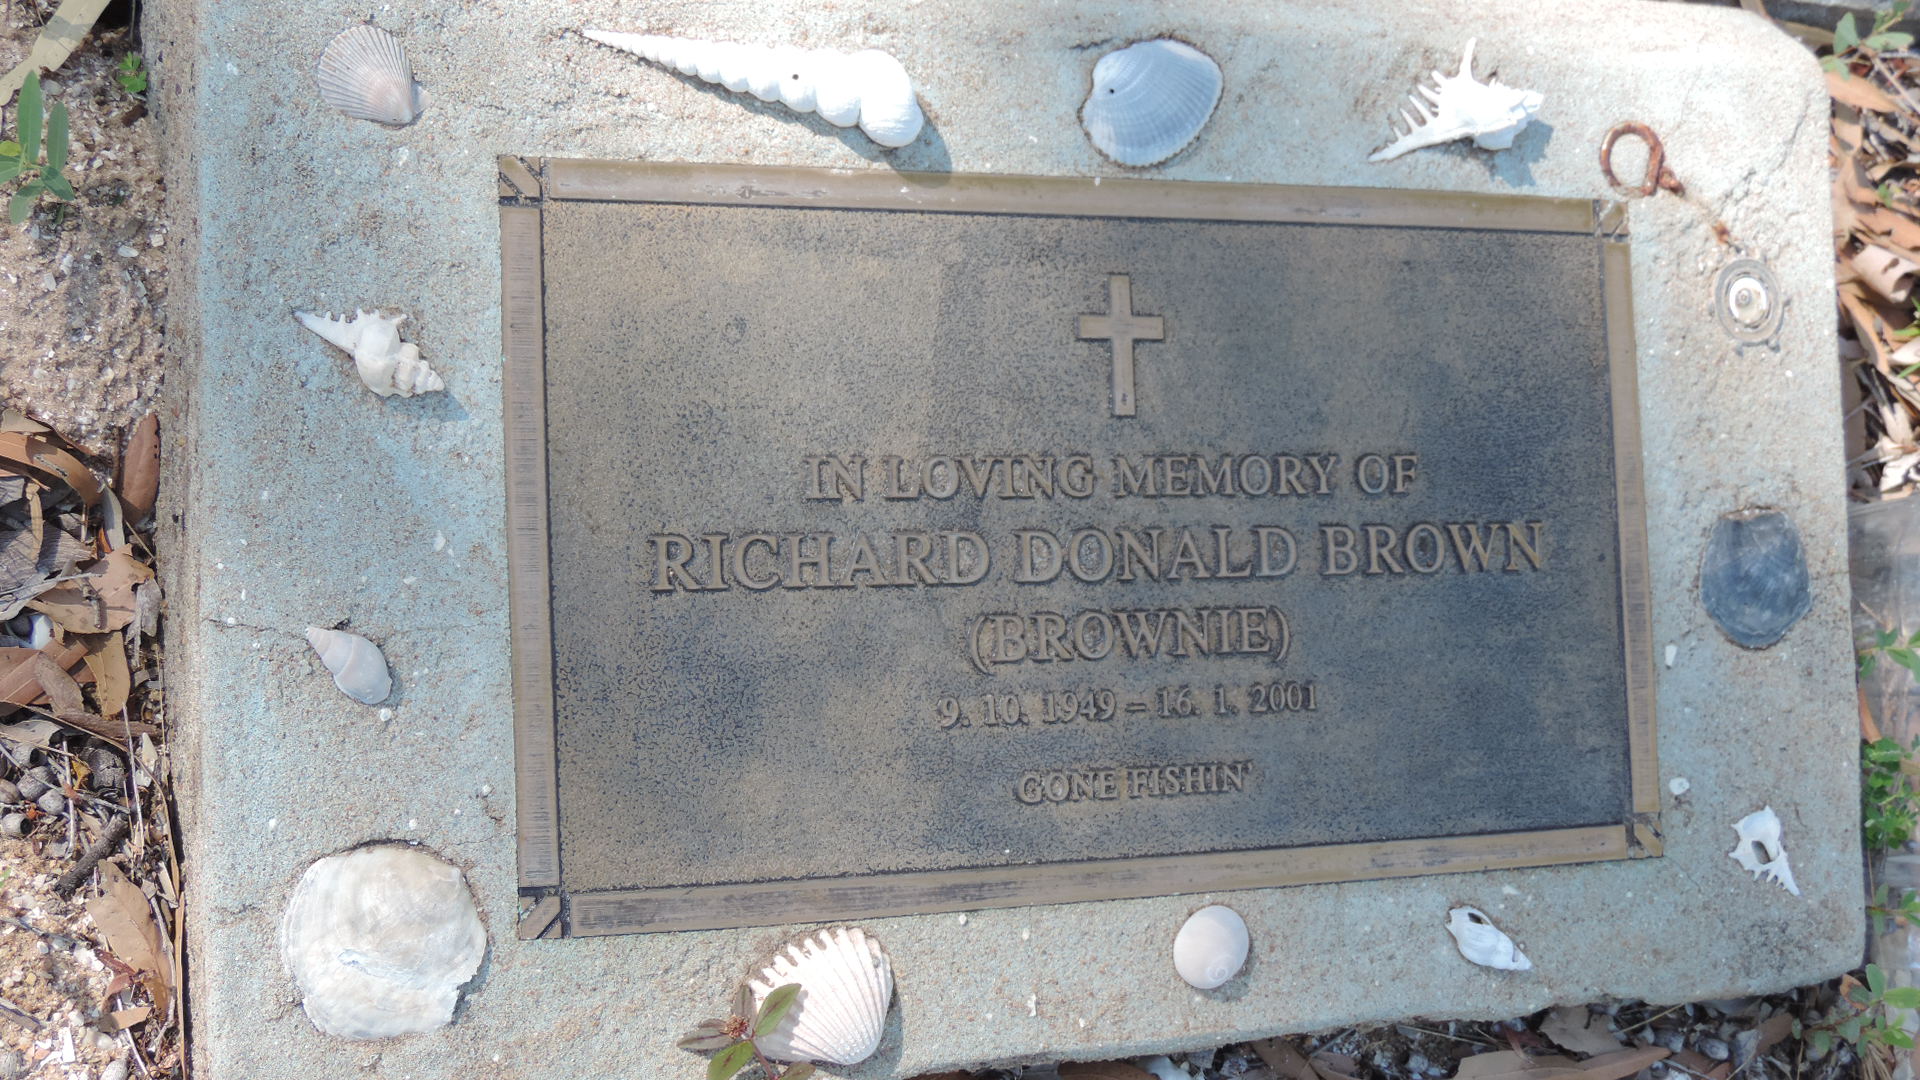 IN LOVING MEMORY OF
RICHARD DONALD BROWN
(BROWNIE)
9. 10. 1949 – 16. 1. 2001
GONE FISHIN'